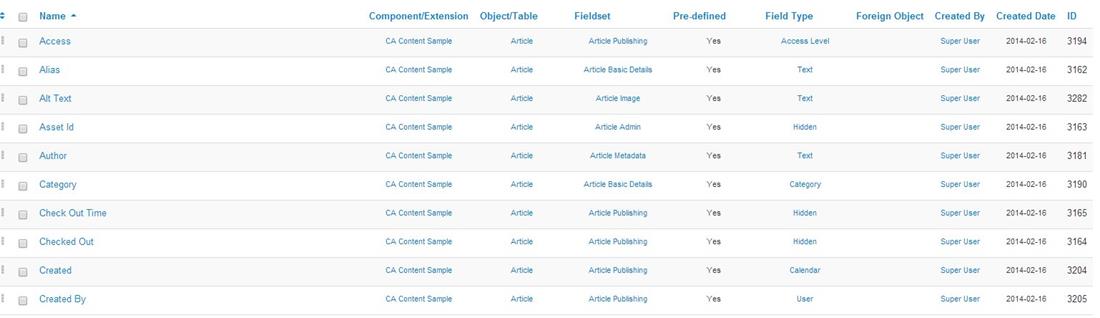 Name Component/Extension Object/Table Fieldset Pre-defined Field Type Foreign Object Created By Created Date ID
Access CA Content Sample Article Article Publishing Yes Access Level Super User 2014-02-16 3194
Alias CA Content Sample Article Article Basic Details Yes Text Super User 2014-02-16 3162
Alt Text CA Content Sample Article Article Image Yes Text Super User 2014-02-16 3282
Asset Id CA Content Sample Article Article Admin Yes Hidden Super User 2014-02-16 3163
Author CA Content Sample Article Article Metadata Yes Text Super User 2014-02-16 3181
Category CA Content Sample Article Article Basic Details Yes Category Super User 2014-02-16 3190
Check Out Time CA Content Sample Article Article Publishing Yes Hidden Super User 2014-02-16 3165
Checked Out CA Content Sample Article Article Publishing Yes Hidden Super User 2014-02-16 3164
Created CA Content Sample Article Article Publishing Yes Calendar Super User 2014-02-16 3204
Created By CA Content Sample Article Article Publishing Yes User Super User 2014-02-16 3205